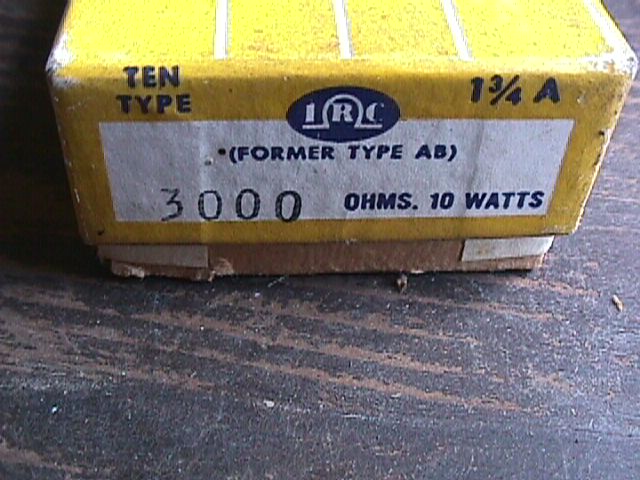 TEN
TYPE
1¾ A
IRC
(FORMER TYPE AB)
3000 OHMS. 10 WATTS